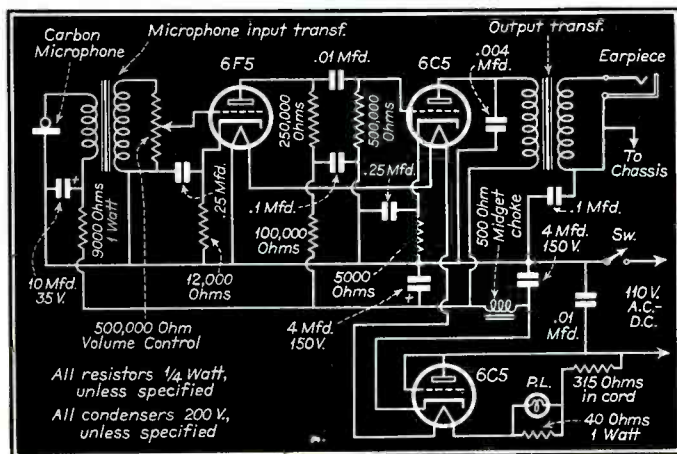 Carbon
Microphone
Microphone input transf.
6F5
.01 Mfd.
6C5
.004
Mfd.
Output transf.
Earpiece
250,000
Ohms
500,000
Ohms
To
Chassis
9000 Ohms
1 Watt
.25 Mfd.
.1 Mfd.
.25 Mfd.
500 Ohm
Midget
choke
.1 Mfd.
4 Mfd.
150 V.
Sw.
10 Mfd.
35 V.
12,000
Ohms
100,000
Ohms
5000
Ohms
4 Mfd.
150V.
.01
Mfd.
110 V.
A.C.-
D.C.
500,000 Ohm
Volume Control
All resistors 1/4 Watt,
unless specified
All condensers 200 V.,
unless specified
6C5
P.L.
315 Ohms
in cord
40 Ohms
1 Watt